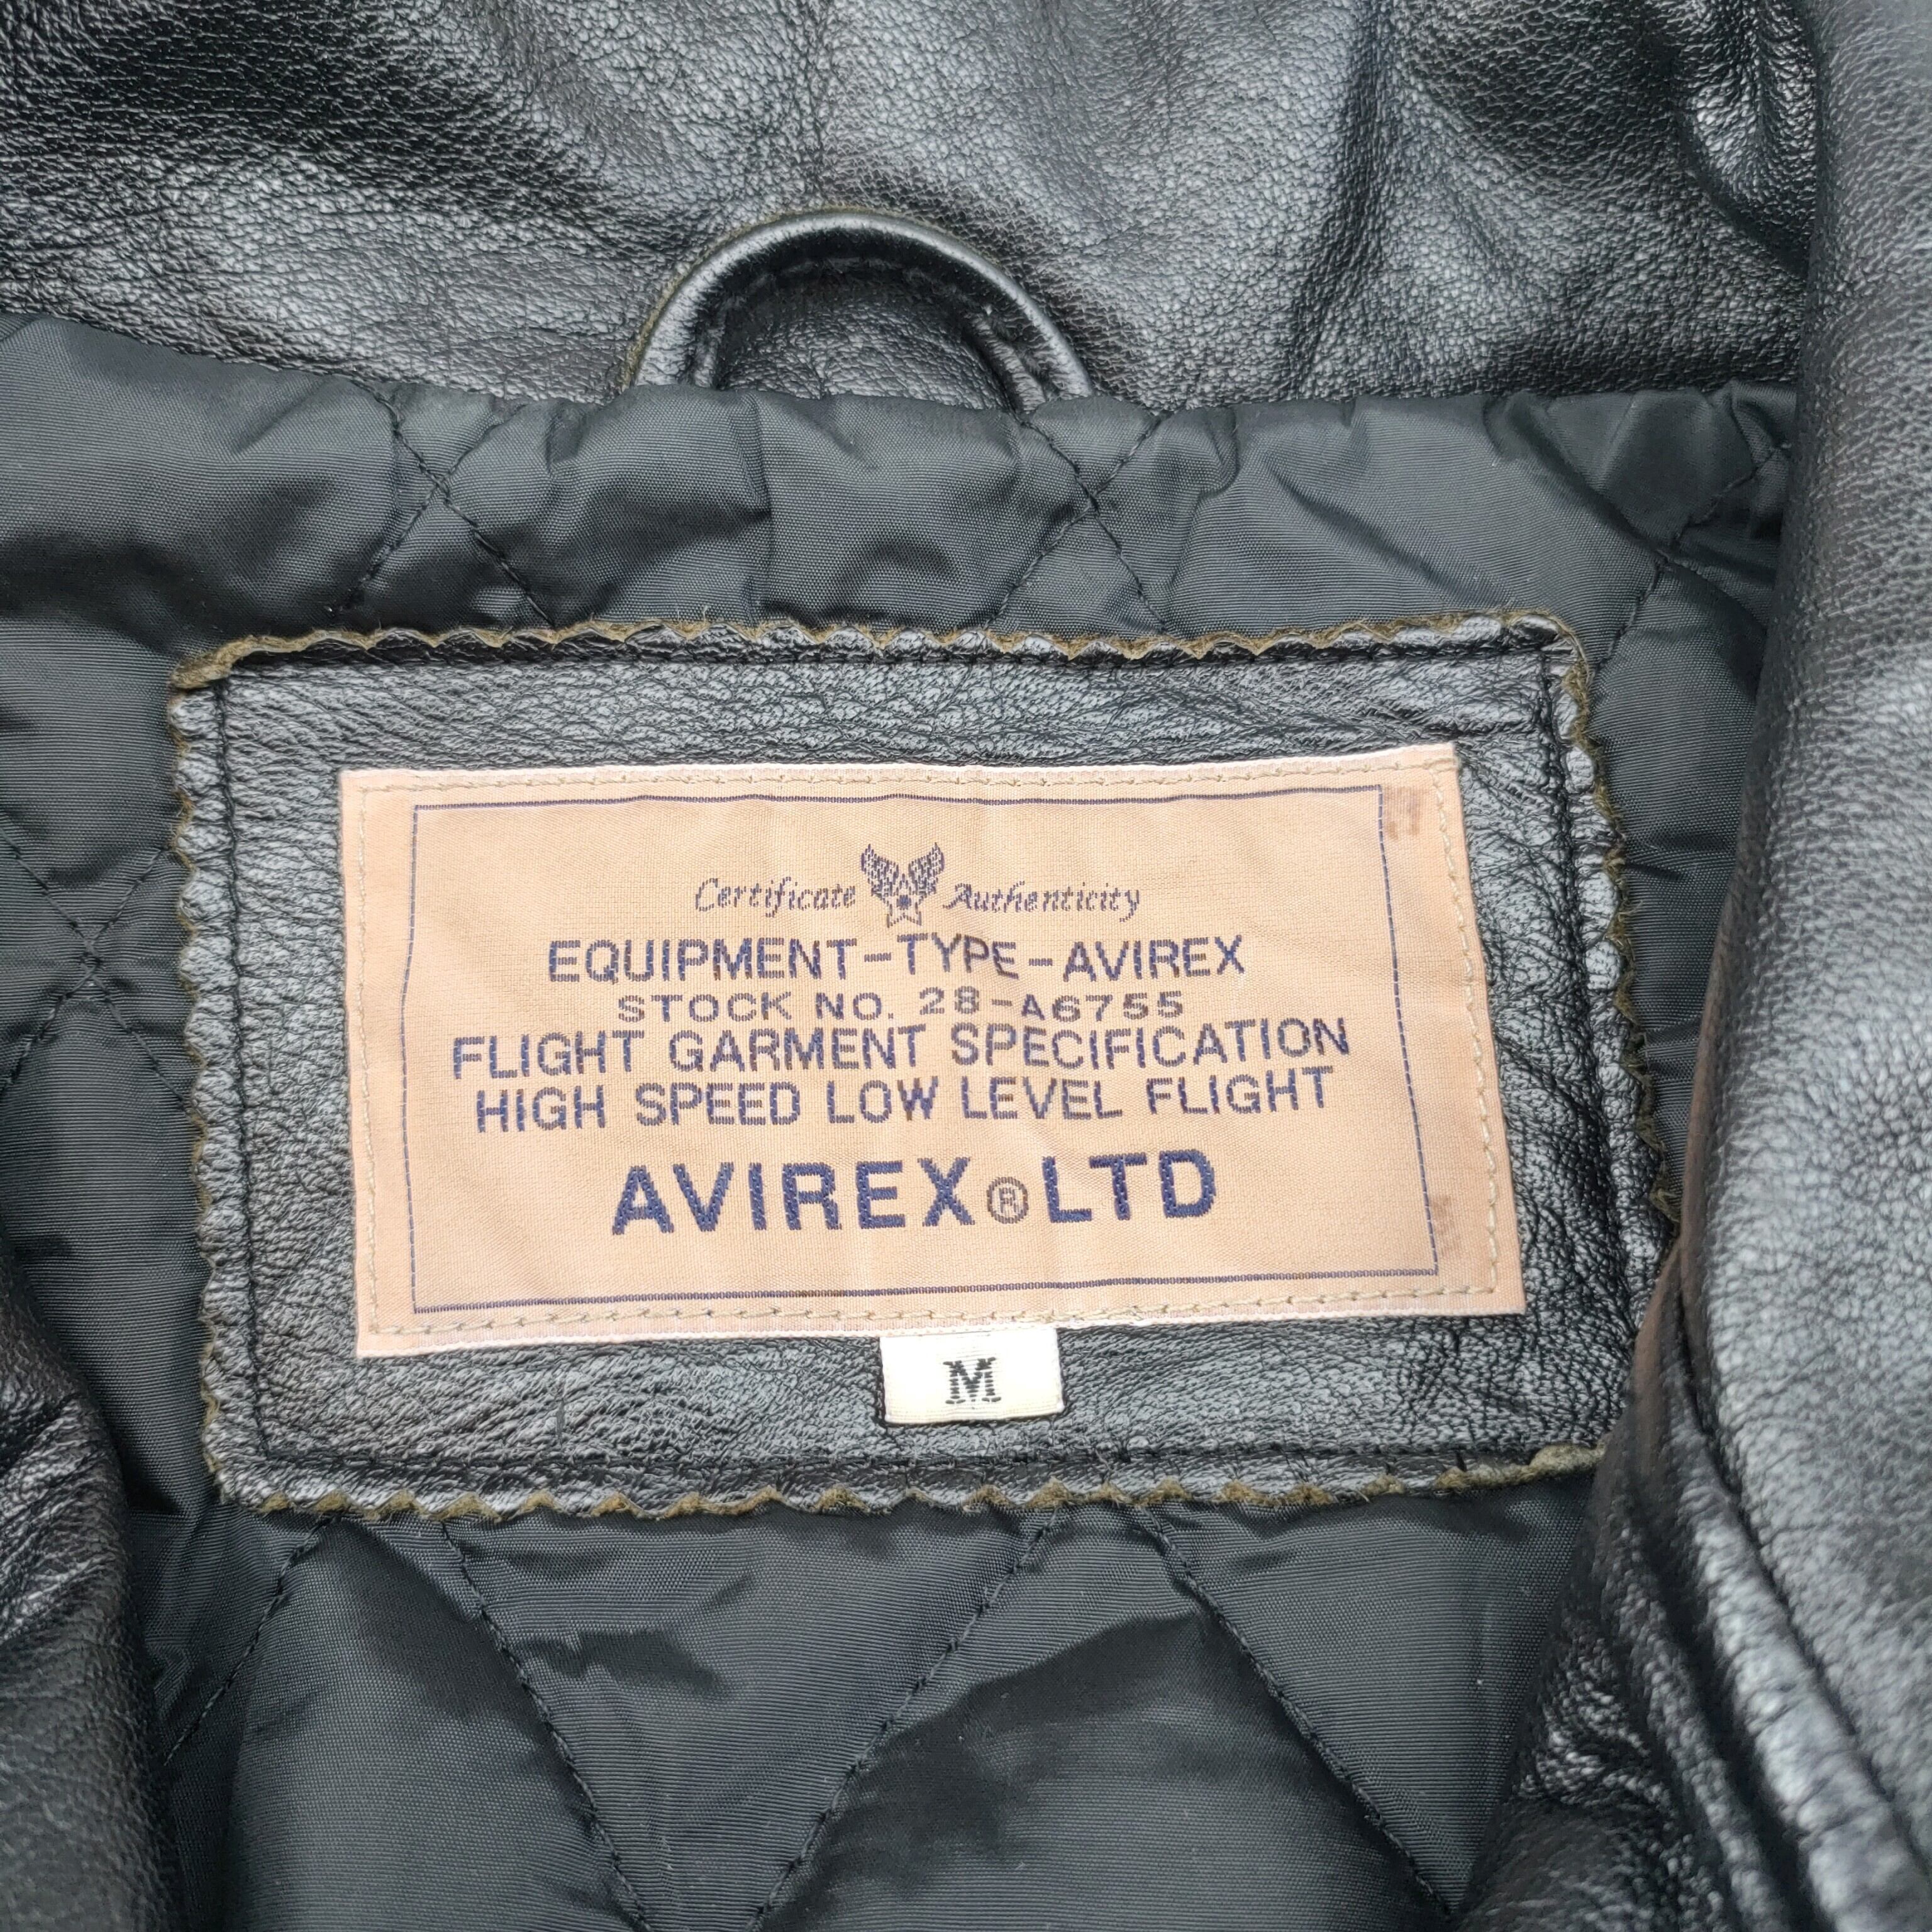 Certificate Authenticity
EQUIPMENT-TYPE-AVIREX
STOCK NO. 28-A6755
FLIGHT GARMENT SPECIFICATION
HIGH SPEED LOW LEVEL FLIGHT
AVIREX® LTD
M